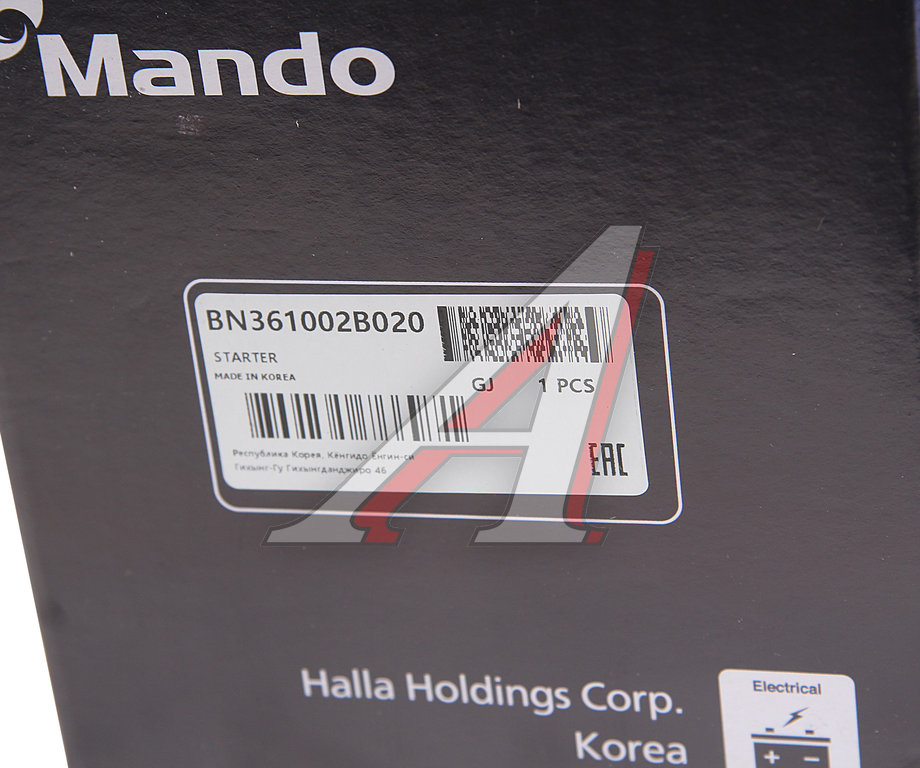 Mando
BN361002B020
STARTER
MADE IN KOREA
GJ 1 PCS
Республика Корея, Кёнгидо Ёнгин-си
Гихынг-Гу Гихынгданджиро 46
EAC
Halla Holdings Corp.
Korea
Electrical
+ −